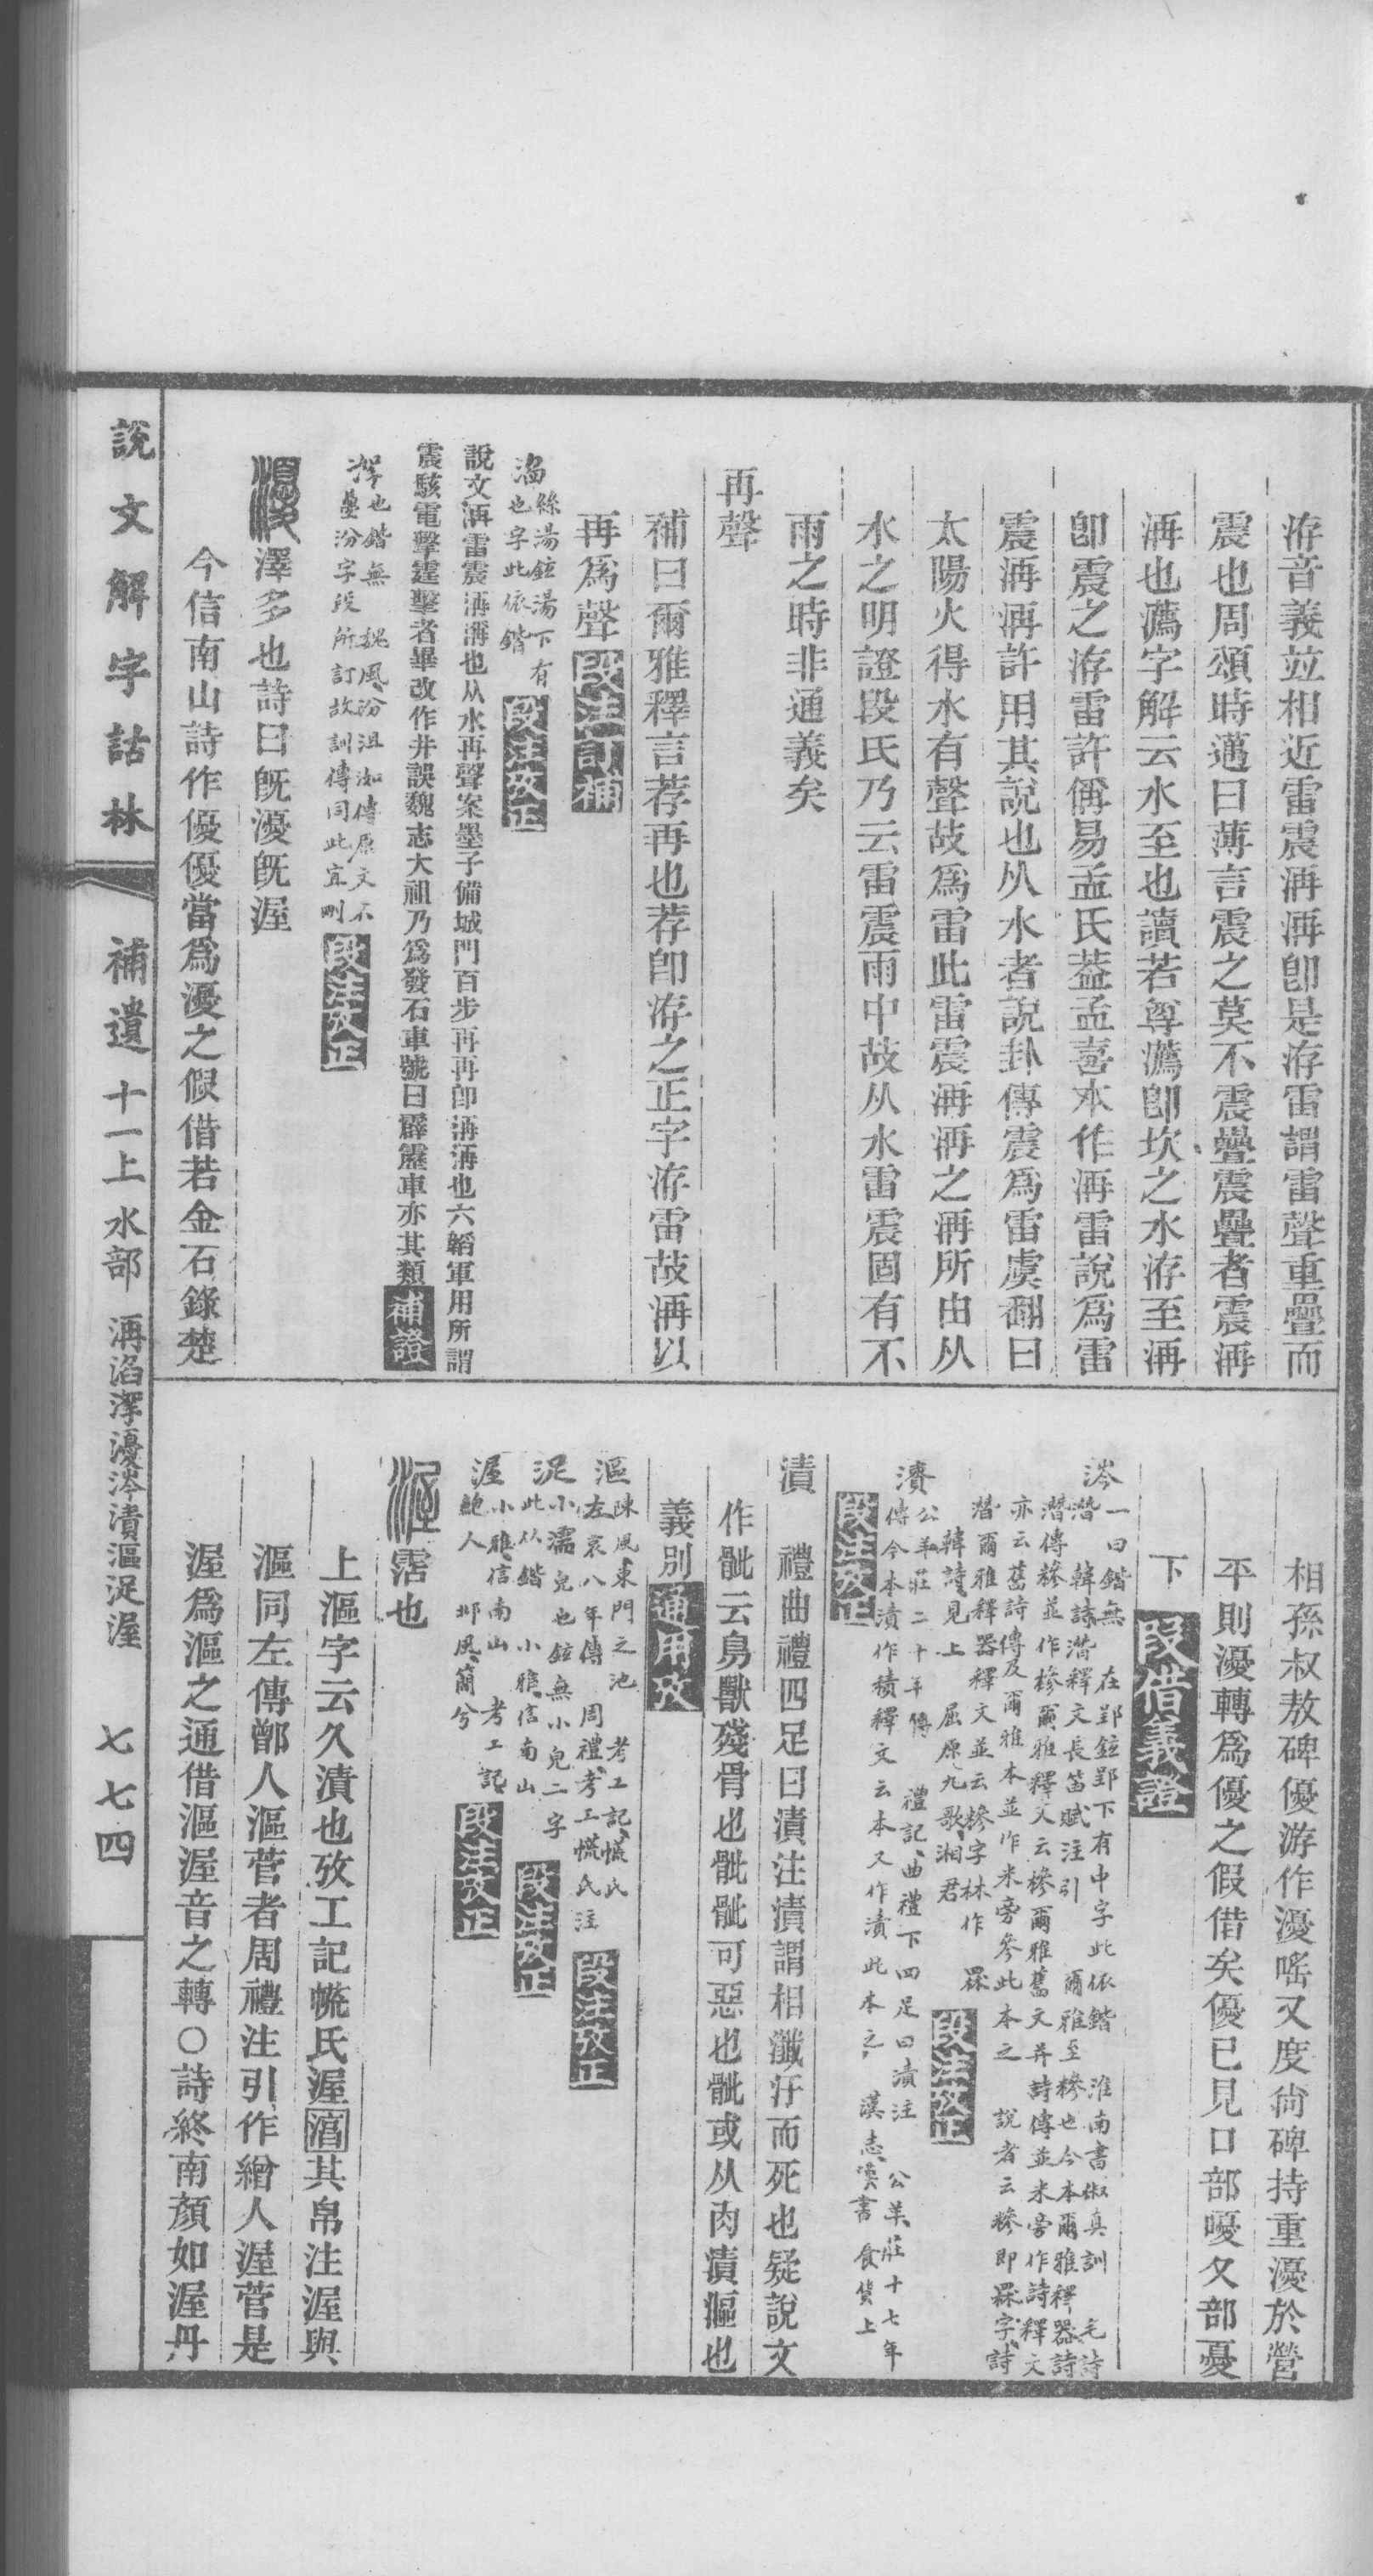 洊音義竝相近雷震洅洅卽是洊雷謂雷聲重疊而
震也周頌時邁曰薄言震之莫不震疊震疊者震洅
洅也瀳字解云水至也讀若尊瀳卽坎之水洊至洅
卽震之洊雷許偁易孟氏葢孟喜本作洅雷說爲雷
震洅洅許用其說也从水者說卦傳震爲雷虞翻曰
太陽火得水有聲故爲雷此雷震洅洅之洅所由从
水之明證段氏乃云雷震雨中故从水雷震固有不
雨之時非通義矣
再聲
補曰爾雅釋言荐再也荐卽洊之正字洊雷故洅以
再爲聲 段注訂補
淊 絲湯鉉湯下有
也字此依鍇 段注攷正
說文洅雷震洅洅也从水再聲案墨子備城門百步再再卽洅洅也六韜軍用所謂
震駭電擊霆擊者畢改作井誤魏志大祖乃爲發石車號曰霹靂車亦其類 補證
澤也鍇無 魏風汾沮洳傳原文不
疊汾字段所訂故訓傳同此宜刪 段注攷正
瀀 澤多也詩曰旣瀀旣渥
今信南山詩作優優當爲瀀之假借若金石錄楚
相孫叔敖碑優游作瀀嗂又度尙碑持重瀀於營
平則瀀轉爲優之假借矣優已見口部嚘夊部憂
下 段借義證
涔 一曰鍇無 在郢鉉郢下有中字此依鍇 淮南書俶真訓 毛詩
潛 韓詩潛釋文長笛賦注引 爾雅至槮也今本爾雅釋器詩
潛傳槮並作槮爾雅釋文云槮爾雅舊文并詩傳並米旁作詩釋文
亦云舊詩傳及爾雅本並作米旁參此本之 說者云槮即罧字詩
潛爾雅釋器釋文並云槮字林作罧
韓詩見上 屈原九歌湘君 段注攷正
漬 公羊莊二十年傳 禮記曲禮下四足曰漬注 公羊莊十七年
傳今本漬作積釋文云本又作漬此本之 漢志漢書食貨上
段注攷正
漬 禮曲禮四足曰漬注漬謂相瀸汙而死也疑說文
作骴云鳥獸殘骨也骴骴可惡也骴或从肉漬漚也
義別 通用攷
漚 陳風東門之池 考工記㡛氏
左哀八年傳 周禮考工㡛氏注 段注攷正
浞 小濡皃也鉉無小皃二字
此从鍇 小雅信南山 段注攷正
渥 小雅信南山 考工記
鮑人 邶風簡兮 段注攷正
渥 霑也
上漚字云久漬也攷工記㡛氏渥淳其帛注渥與
漚同左傳鄫人漚菅者周禮注引作繒人渥菅是
渥爲漚之通借漚渥音之轉○詩終南顏如渥丹
說文解字詁林 補遺十一上水部 洅淊澤瀀涔漬漚浞渥 七七四